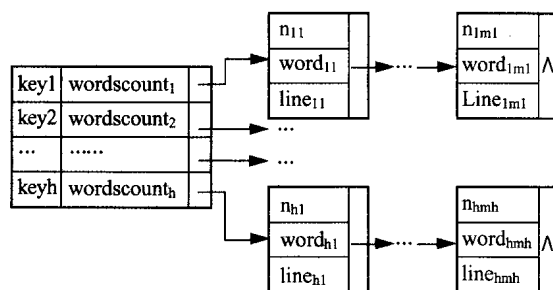 n₁₁
word₁₁
line₁₁
...
n₁ₘ₁
word₁ₘ₁
Line₁ₘ₁
∧
key1 wordscount₁
key2 wordscount₂
... ......
keyh wordscountₕ
...
...
nₕ₁
wordₕ₁
lineₕ₁
...
nₕₘₕ
wordₕₘₕ
lineₕₘₕ
∧